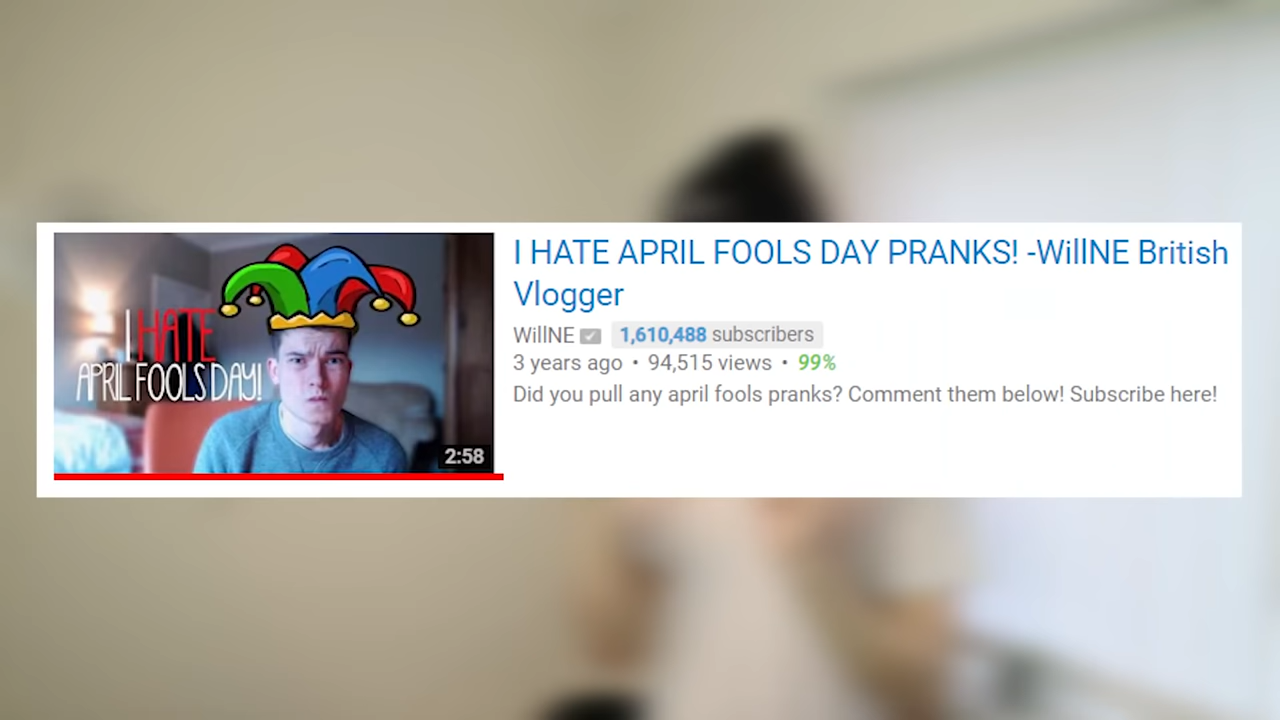 I HATE
APRIL FOOLS DAY!
2:58
I HATE APRIL FOOLS DAY PRANKS! -WillNE British
Vlogger
WillNE 1,610,488 subscribers
3 years ago • 94,515 views • 99%
Did you pull any april fools pranks? Comment them below! Subscribe here!